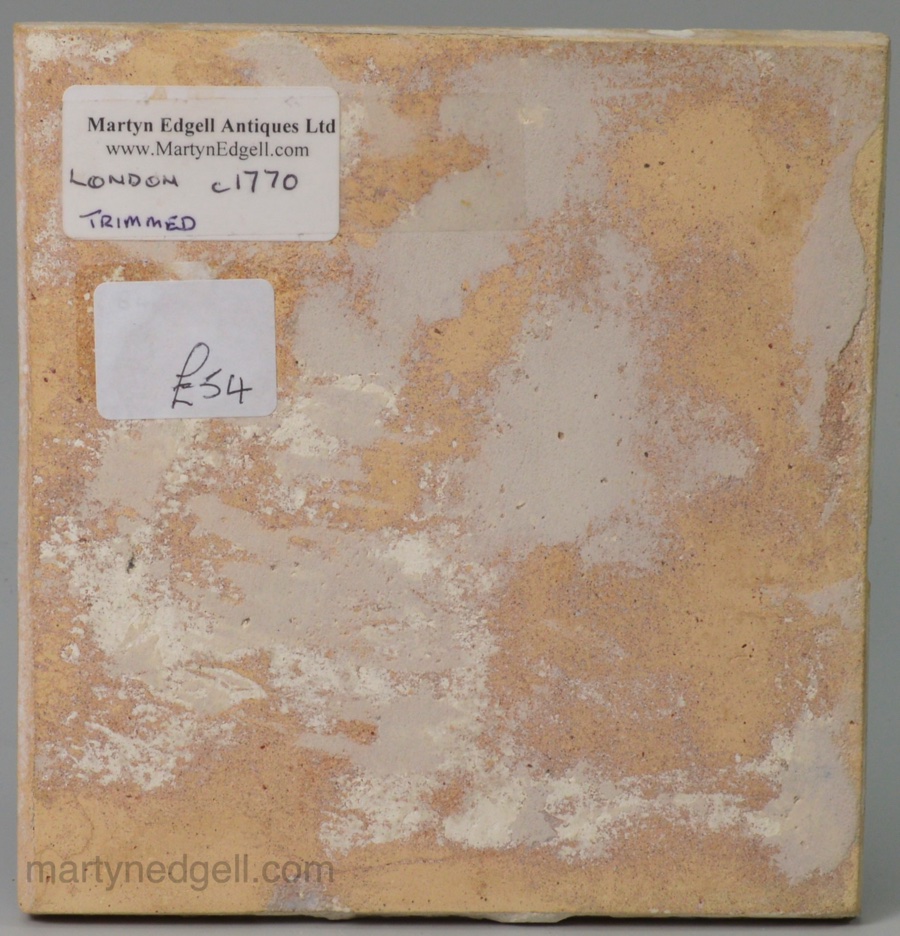 Martyn Edgell Antiques Ltd
www.MartynEdgell.com
LONDON c1770
TRIMMED
£54
martynedgell.com